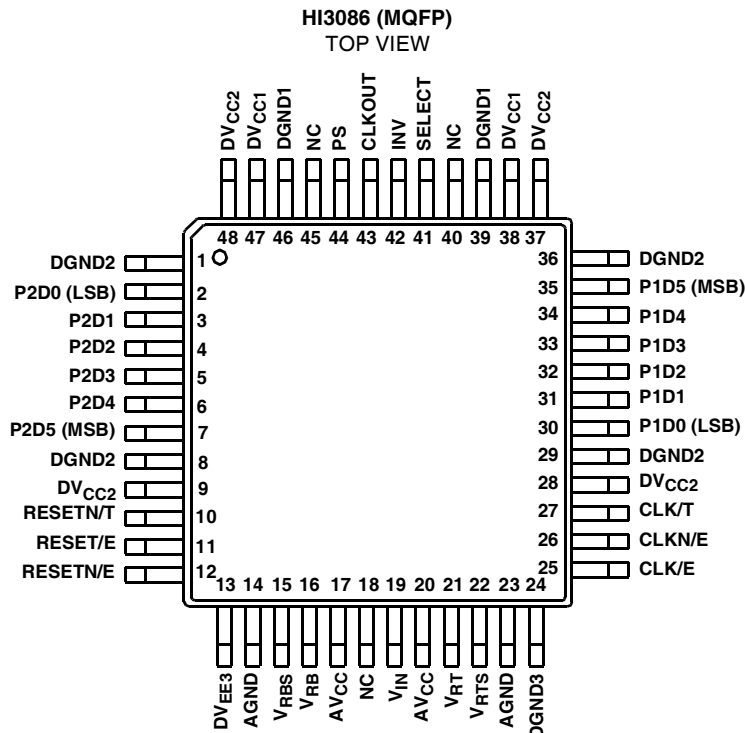 HI3086 (MQFP)
TOP VIEW
DVCC2
DVCC1
DGND1
NC
PS
CLKOUT
INV
SELECT
NC
DGND1
DVCC1
DVCC2
48 47 46 45 44 43 42 41 40 39 38 37
DGND2 1
P2D0 (LSB) 2
P2D1 3
P2D2 4
P2D3 5
P2D4 6
P2D5 (MSB) 7
DGND2 8
DVCC2 9
RESETN/T 10
RESET/E 11
RESETN/E 12
36 DGND2
35 P1D5 (MSB)
34 P1D4
33 P1D3
32 P1D2
31 P1D1
30 P1D0 (LSB)
29 DGND2
28 DVCC2
27 CLK/T
26 CLKN/E
25 CLK/E
13 14 15 16 17 18 19 20 21 22 23 24
DVEE3
AGND
VRBS
VRB
AVCC
NC
VIN
AVCC
VRT
VRTS
AGND
DGND3